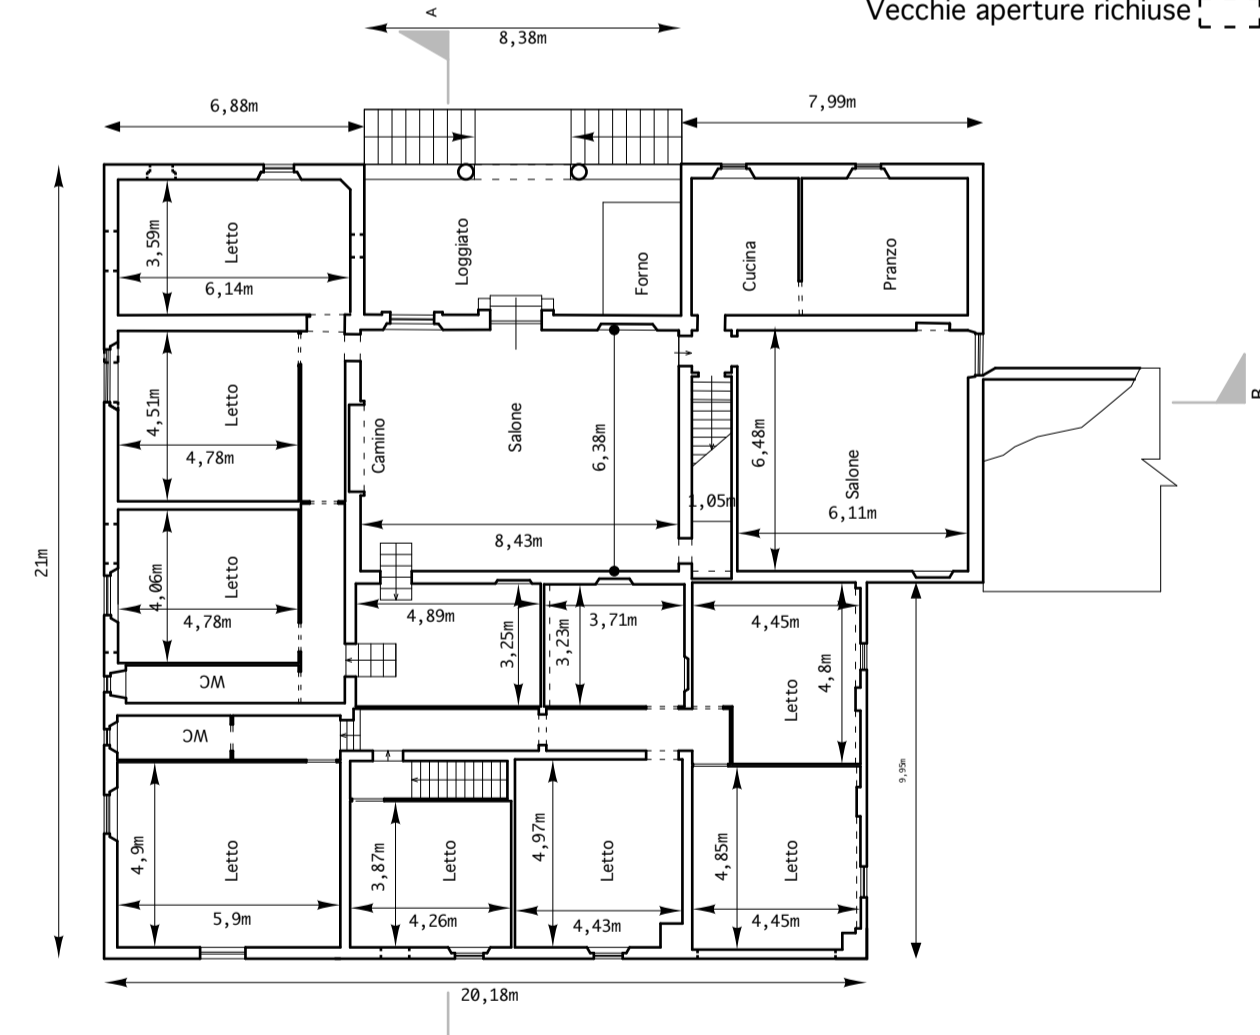 Vecchie aperture richiuse
A
8,38m
6,88m
7,99m
3,59m
Letto
6,14m
Loggiato
Forno
Cucina
Pranzo
4,51m
Letto
4,78m
Camino
Salone
6,38m
8,43m
1,05m
6,48m
Salone
6,11m
B
21m
4,06m
Letto
4,78m
WC
4,89m
3,25m
3,23m
3,71m
4,45m
4,8m
Letto
WC
9,95m
4,9m
Letto
5,9m
3,87m
Letto
4,26m
4,97m
Letto
4,43m
4,85m
Letto
4,45m
20,18m